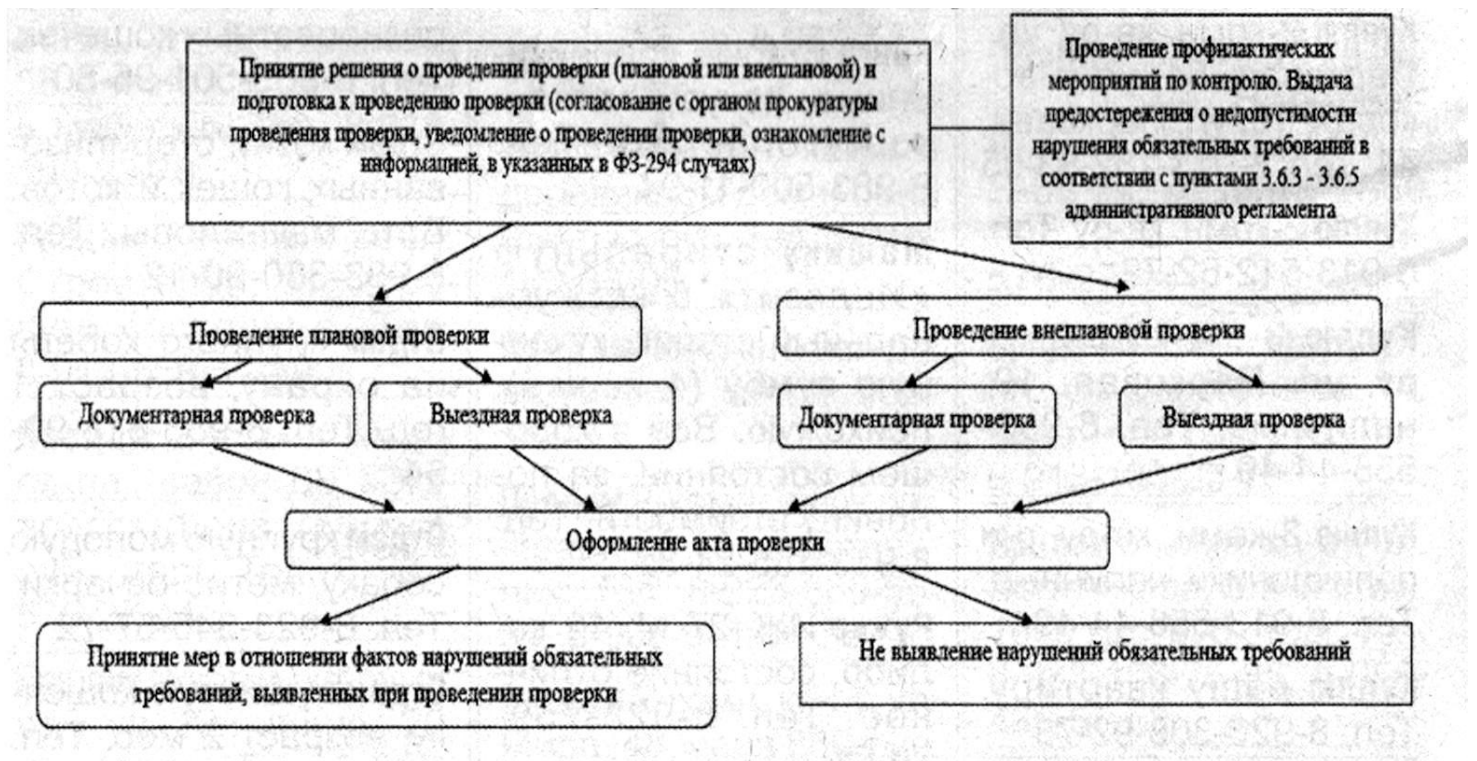 Принятие решения о проведении проверки (плановой или внеплановой) и
подготовка к проведению проверки (согласование с органом прокуратуры
проведения проверки, уведомление о проведении проверки, ознакомление с
информацией, в указанных в ФЗ-294 случаях)
Проведение профилактических
мероприятий по контролю. Выдача
предостережения о недопустимости
нарушения обязательных требований в
соответствии с пунктами 3.6.3 - 3.6.5
административного регламента
Проведение плановой проверки
Проведение внеплановой проверки
Документарная проверка
Выездная проверка
Документарная проверка
Выездная проверка
Оформление акта проверки
Принятие мер в отношении фактов нарушений обязательных
требований, выявленных при проведении проверки
Не выявление нарушений обязательных требований